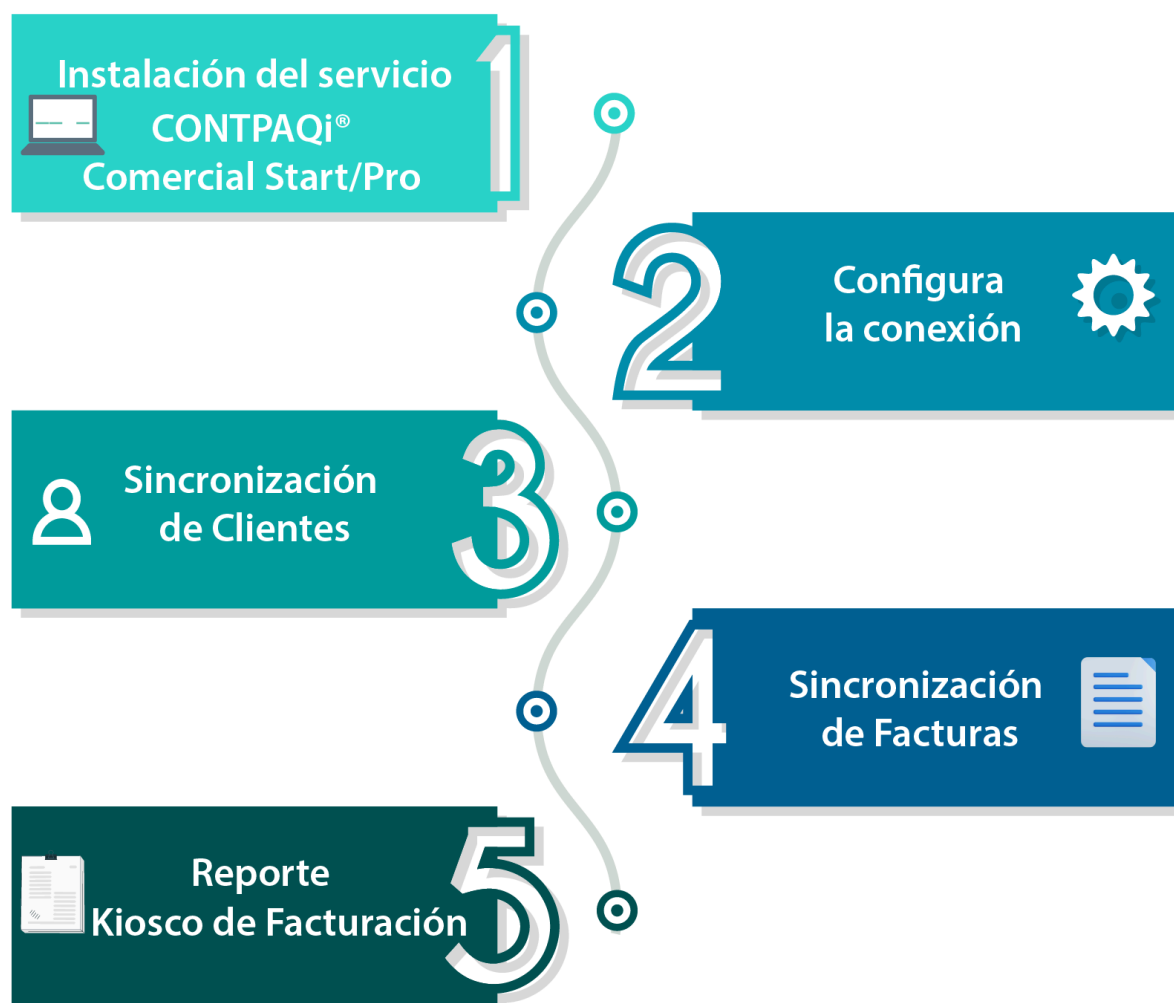 1
Instalación del servicio
CONTPAQi®
Comercial Start/Pro
2
Configura
la conexión
3
Sincronización
de Clientes
4
Sincronización
de Facturas
5
Reporte
Kiosco de Facturación